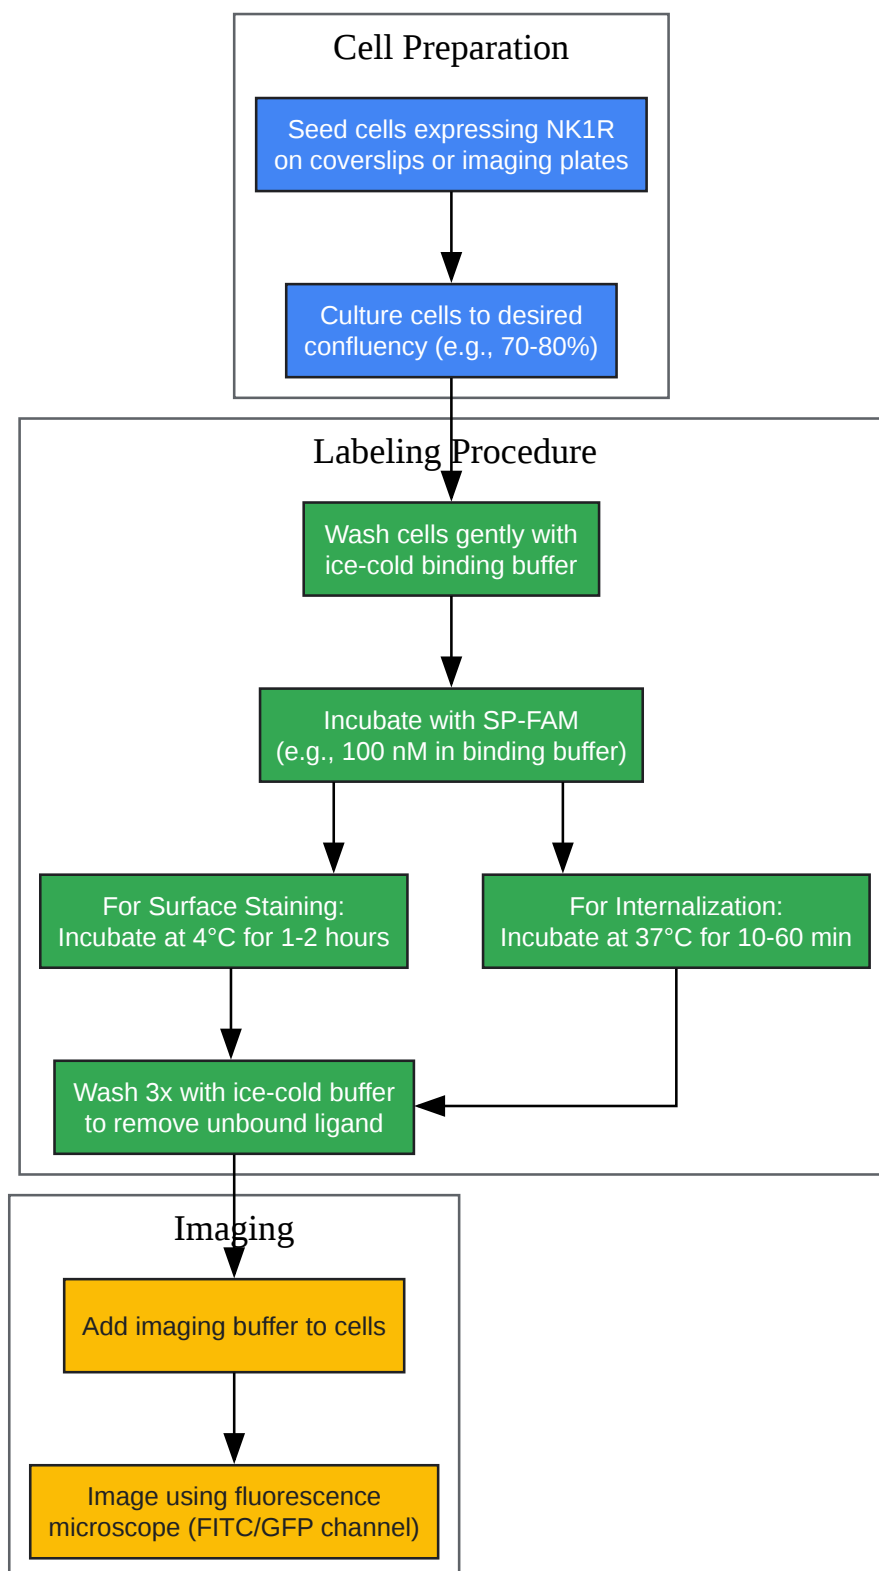 Cell Preparation
Seed cells expressing NK1R
on coverslips or imaging plates
Culture cells to desired
confluency (e.g., 70-80%)
Labeling Procedure
Wash cells gently with
ice-cold binding buffer
Incubate with SP-FAM
(e.g., 100 nM in binding buffer)
For Surface Staining:
Incubate at 4°C for 1-2 hours
For Internalization:
Incubate at 37°C for 10-60 min
Wash 3x with ice-cold buffer
to remove unbound ligand
Imaging
Add imaging buffer to cells
Image using fluorescence
microscope (FITC/GFP channel)